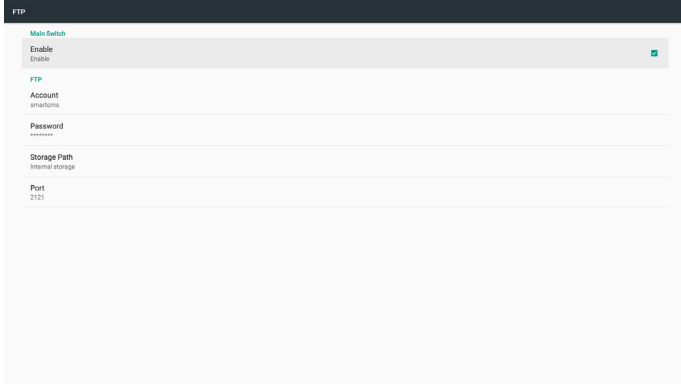 FTP
Main Switch
Enable
Enable
FTP
Account
smartcms
Password
********
Storage Path
Internal storage
Port
2121